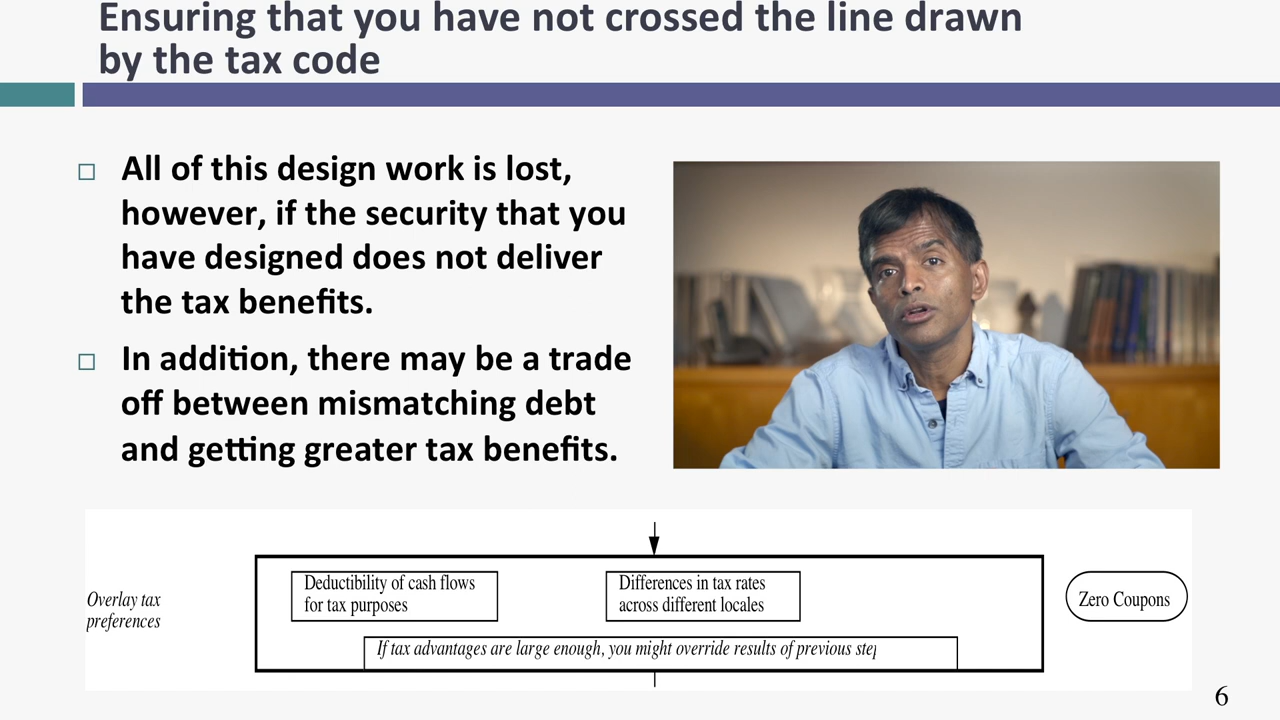 Ensuring that you have not crossed the line drawn
by the tax code
All of this design work is lost,
however, if the security that you
have designed does not deliver
the tax benefits.
In addition, there may be a trade
off between mismatching debt
and getting greater tax benefits.
Overlay tax
preferences
Deductibility of cash flows
for tax purposes
Differences in tax rates
across different locales
Zero Coupons
If tax advantages are large enough, you might override results of previous step
6